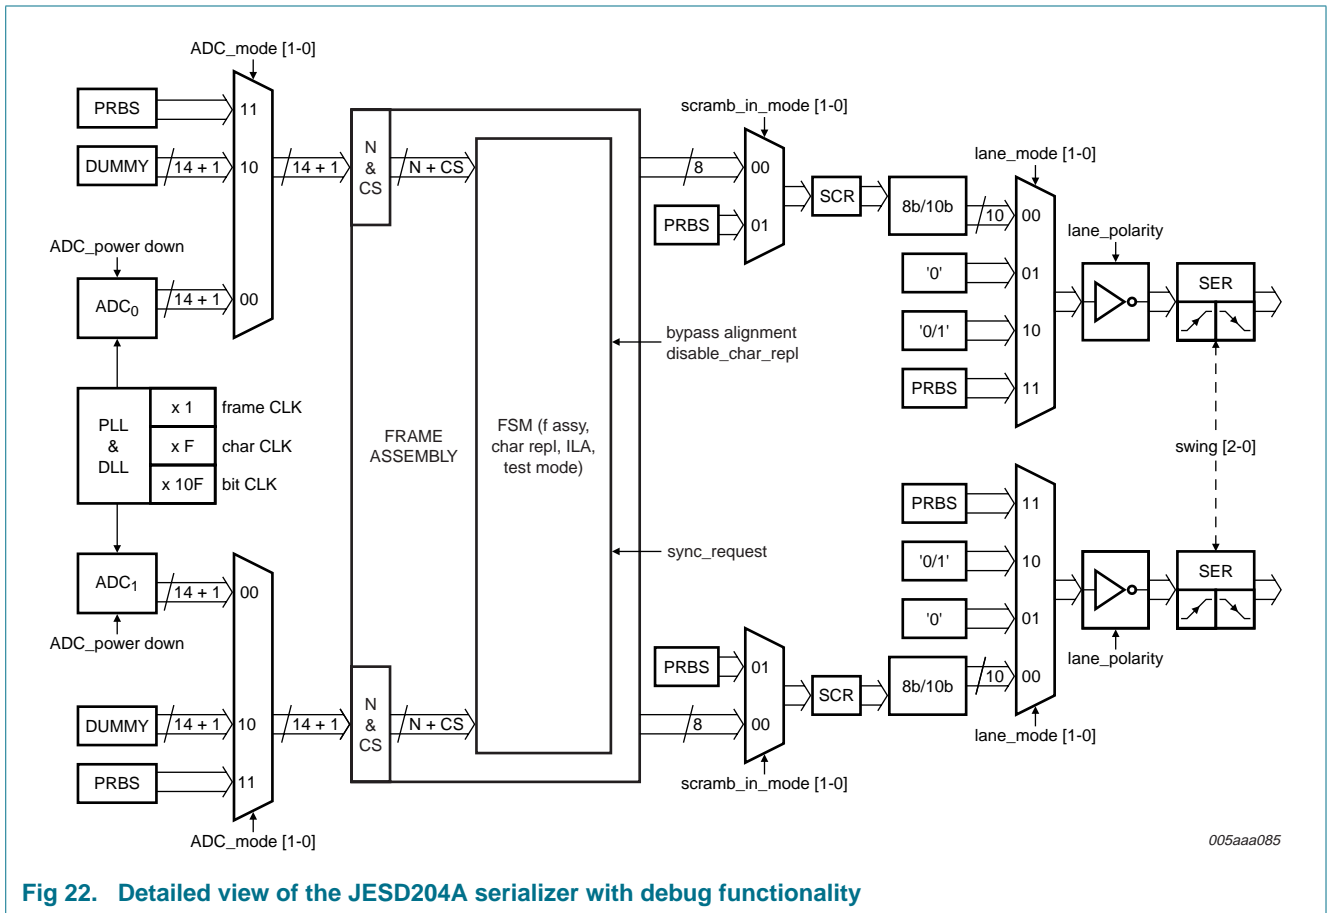 ADC_mode [1-0]
PRBS
11
DUMMY
14 + 1
10
14 + 1
ADC_power down
ADC0
14 + 1
00
PLL
&
DLL
x 1
frame CLK
x F
char CLK
x 10F
bit CLK
ADC1
14 + 1
00
ADC_power down
DUMMY
14 + 1
10
14 + 1
PRBS
11
ADC_mode [1-0]
N
&
CS
N + CS
FRAME
ASSEMBLY
FSM (f assy,
char repl, ILA,
test mode)
N
&
CS
N + CS
bypass alignment
disable_char_repl
sync_request
scramb_in_mode [1-0]
8
00
PRBS
01
SCR
8b/10b
10
lane_mode [1-0]
00
'0'
01
'0/1'
10
PRBS
11
lane_polarity
SER
swing [2-0]
PRBS
11
'0/1'
10
'0'
01
8b/10b
10
00
lane_mode [1-0]
lane_polarity
SER
PRBS
01
8
00
SCR
scramb_in_mode [1-0]
005aaa085
Fig 22. Detailed view of the JESD204A serializer with debug functionality